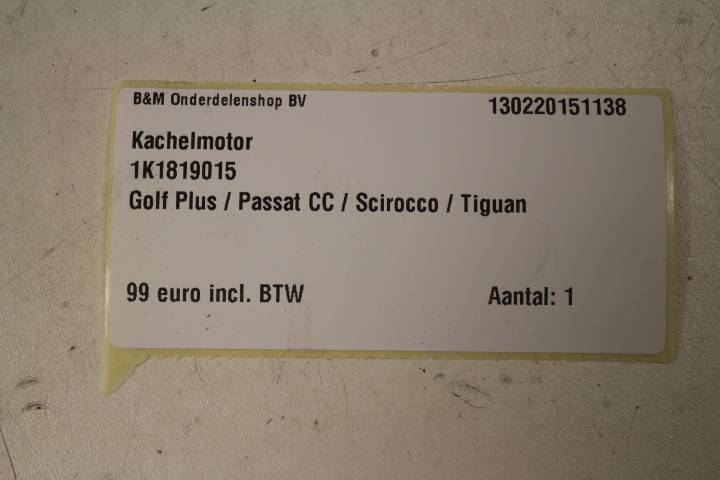 B&M Onderdelenshop BV 130220151138
Kachelmotor
1K1819015
Golf Plus / Passat CC / Scirocco / Tiguan
99 euro incl. BTW Aantal: 1